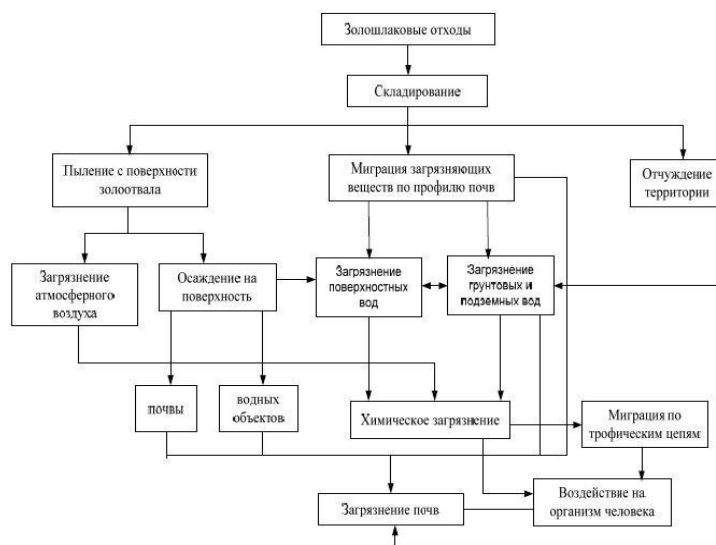 Золошлаковые отходы
Складирование
Пыление с поверхности
золоотвала
Миграция загрязняющих
веществ по профилю почв
Отчуждение
территории
Загрязнение
атмосферного
воздуха
Осаждение на
поверхность
Загрязнение
поверхностных
вод
Загрязнение
грунтовых и
подземных вод
почвы
водных
объектов
Химическое загрязнение
Миграция по
трофическим цепям
Загрязнение почв
Воздействие на
организм человека